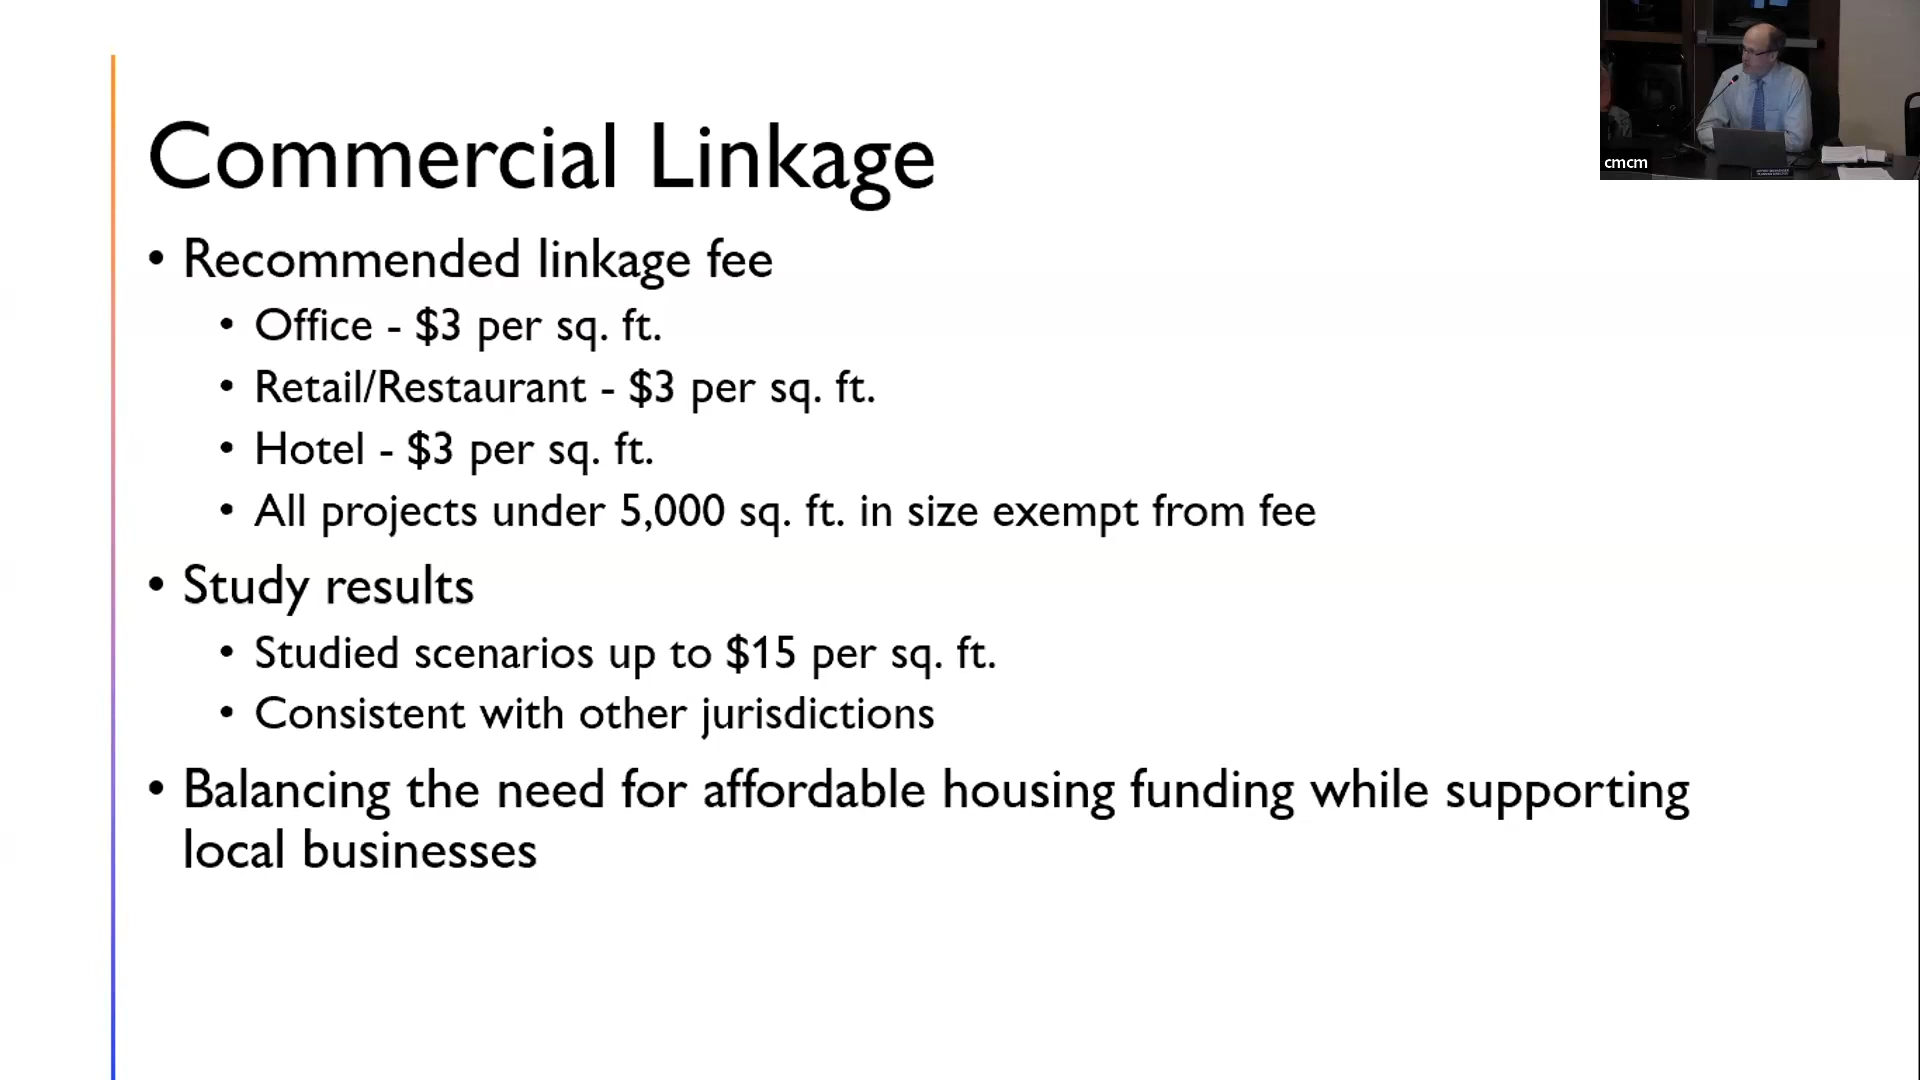 cmcm
Commercial Linkage
• Recommended linkage fee
• Office - $3 per sq. ft.
• Retail/Restaurant - $3 per sq. ft.
• Hotel - $3 per sq. ft.
• All projects under 5,000 sq. ft. in size exempt from fee
• Study results
• Studied scenarios up to $15 per sq. ft.
• Consistent with other jurisdictions
• Balancing the need for affordable housing funding while supporting
local businesses